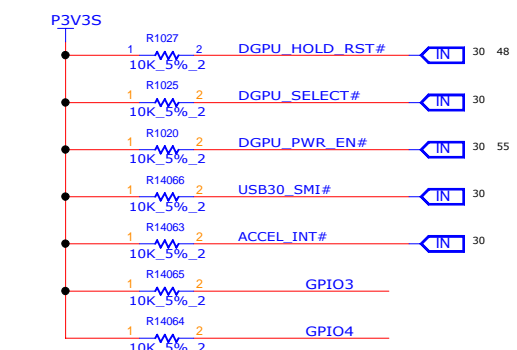 P3V3S
R1027
1 2 DGPU_HOLD_RST# IN 30 48
10K_5%_2
R1025
1 2 DGPU_SELECT# IN 30
10K_5%_2
R1020
1 2 DGPU_PWR_EN# IN 30 55
10K_5%_2
R14066
1 2 USB30_SMI# IN 30
10K_5%_2
R14063
1 2 ACCEL_INT# IN 30
10K_5%_2
R14065
1 2 GPIO3
10K_5%_2
R14064
1 2 GPIO4
10K_5%_2